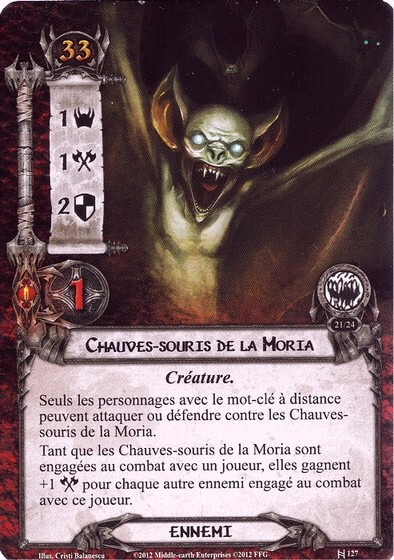 33
1
1
2
1
21/24
CHAUVES-SOURIS DE LA MORIA
Créature.
Seuls les personnages avec le mot-clé à distance
peuvent attaquer ou défendre contre les Chauves-
souris de la Moria.
Tant que les Chauves-souris de la Moria sont
engagées au combat avec un joueur, elles gagnent
+1 pour chaque autre ennemi engagé au combat
avec ce joueur.
ENNEMI
Illus. Cristi Balanescu ©2012 Middle-earth Enterprises ©2012 FFG 127